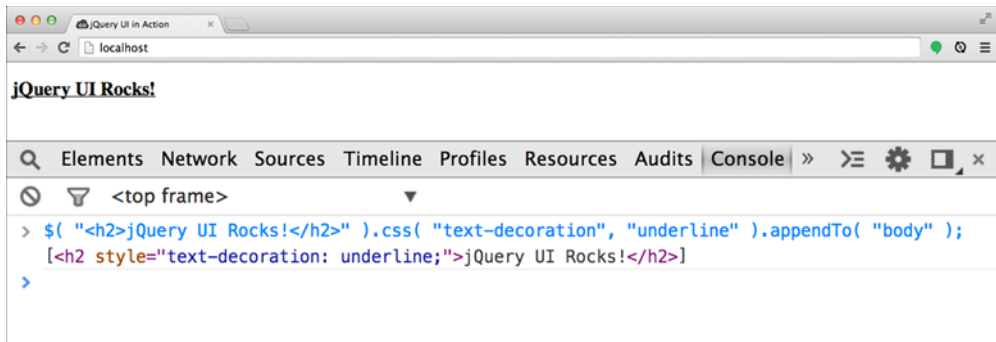 jQuery UI in Action
localhost
jQuery UI Rocks!
Elements Network Sources Timeline Profiles Resources Audits Console »
<top frame>
> $( "<h2>jQuery UI Rocks!</h2>" ).css( "text-decoration", "underline" ).appendTo( "body" );
[<h2 style="text-decoration: underline;">jQuery UI Rocks!</h2>]
>